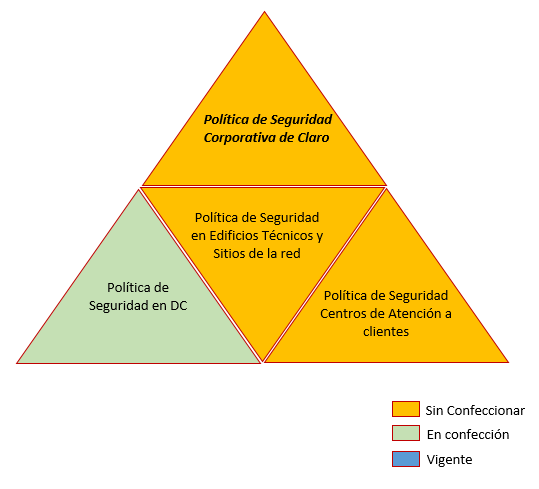 Política de Seguridad
Corporativa de Claro
Política de Seguridad
en Edificios Técnicos y
Sitios de la red
Política de
Seguridad en DC
Política de Seguridad
Centros de Atención a
clientes
Sin Confeccionar
En confección
Vigente